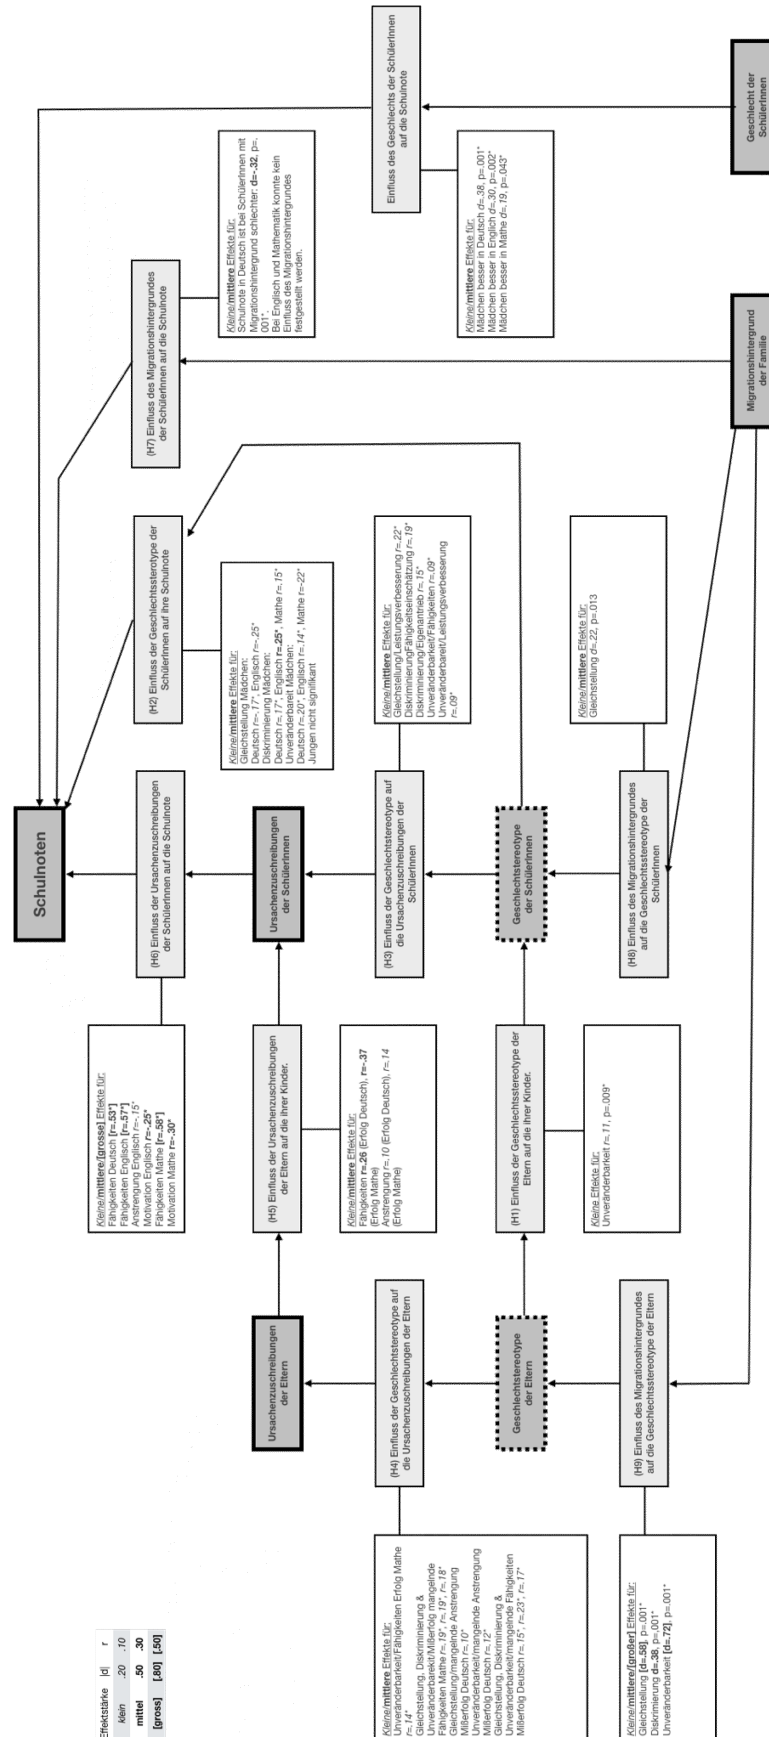 Schulnoten
Effektstärke |d| r
klein .20 .10
mittel .50 .30
[gross] [.80] [.50]
Kleine/mittlere/[grosse] Effekte für:
Fähigkeiten Deutsch [r=.53*]
Fähigkeiten Englisch [r=.57*]
Anstrengung Englisch r=-.15*
Motivation Englisch r=-.25*
Fähigkeiten Mathe [r=.58*]
Motivation Mathe r=-.30*
(H6) Einfluss der Ursachenzuschreibungen
der SchülerInnen auf die Schulnote
(H2) Einfluss der Geschlechtssterotype der
SchülerInnen auf ihre Schulnote
(H7) Einfluss des Migrationshintergrundes
der SchülerInnen auf die Schulnote
Kleine/mittlere Effekte für:
Gleichstellung Mädchen:
Deutsch r=-.17*, Englisch r=-.25*
Diskriminierung Mädchen:
Deutsch r=.17*, Englisch r=.25*, Mathe r=.15*
Unveränderbareit Mädchen:
Deutsch r=.20*, Englisch r=.14*, Mathe r=-22*
Jungen nicht signifikant
Kleine/mittlere Effekte für:
Schulnote in Deutsch ist bei SchülerInnen mit
Migrationshintergrund schlechter: d=-.32, p=.
001*.
Bei Englisch und Mathematik konnte kein
Einfluss des Migrationshintergrundes
festgestellt werden.
Ursachenzuschreibungen
der Eltern
(H5) Einfluss der Ursachenzuschreibungen
der Eltern auf die ihrer Kinder.
Ursachenzuschreibungen
der SchülerInnen
Kleine/mittlere Effekte für:
Fähigkeiten r=.26 (Erfolg Deutsch), r=-.37
(Erfolg Mathe)
Anstrengung r=.10 (Erfolg Deutsch), r=.14
(Erfolg Mathe)
Einfluss des Geschlechts der SchülerInnen
auf die Schulnote
Kleine/mittlere Effekte für:
Unveränderbarkeit/Fähigkeiten Erfolg Mathe
r=.14*
Gleichstellung, Diskriminierung &
Unveränderbarekit/Mißerfolg mangelnde
Fähigkeiten Mathe r=.19*, r=.19*, r=.18*
Gleichstellung/mangelnde Anstrengung
Mißerfolg Deutsch r=.10*
Unveränderbarkeit/mangelnde Anstrengung
Mißerfolg Deutsch r=.12*
Gleichstellung, Diskriminierung &
Unveränderbarkeit/mangelnde Fähigkeiten
Mißerfolg Deutsch r=.15*, r=.23*, r=.17*
(H4) Einfluss der Geschlechtstereotype auf
die Ursachenzuschreibungen der Eltern
(H3) Einfluss der Geschlechtstereotype auf
die Ursachenzuschreibungen der
SchülerInnen
Kleine/mittlere Effekte für:
Gleichstellung/Leistungsverbesserung r=.22*
DiskriminierungFähigkeitseinschätzung r=.19*
Diskriminierung/Eigenantrieb r=.15*
Unveränderbarkeit/Fähigkeiten r=.09*
Unveränderbareit/Leistungsverbesserung
r=.09*
Kleine/mittlere Effekte für:
Mädchen besser in Deutsch d=.38, p=.001*
Mädchen besser in Englich d=.30, p=.002*
Mädchen besser in Mathe d=.19, p=.043*
Geschlechtstereotype
der Eltern
(H1) Einfluss der Geschlechtsstereotype der
Eltern auf die ihrer Kinder.
Geschlechtstereotype
der SchülerInnen
Kleine Effekte für:
Unveränderbarkeit r=.11, p=.009*
Kleine/mittlere Effekte für:
Gleichstellung d=.22, p=.013
Kleine/mittlere/[großer] Effekte für:
Gleichstellung [d=.58], p=.001*
Diskrimierung d=.38, p=.001*
Unveränderbarkeit [d=.72], p=.001*
(H9) Einfluss des Migrationshintergrundes
auf die Geschlechtsstereotype der Eltern
(H8) Einfluss des Migrationshintergrundes
auf die Geschlechtsstereotype der
SchülerInnen
Migrationshintergrund
der Familie
Geschlecht der
SchülerInnen